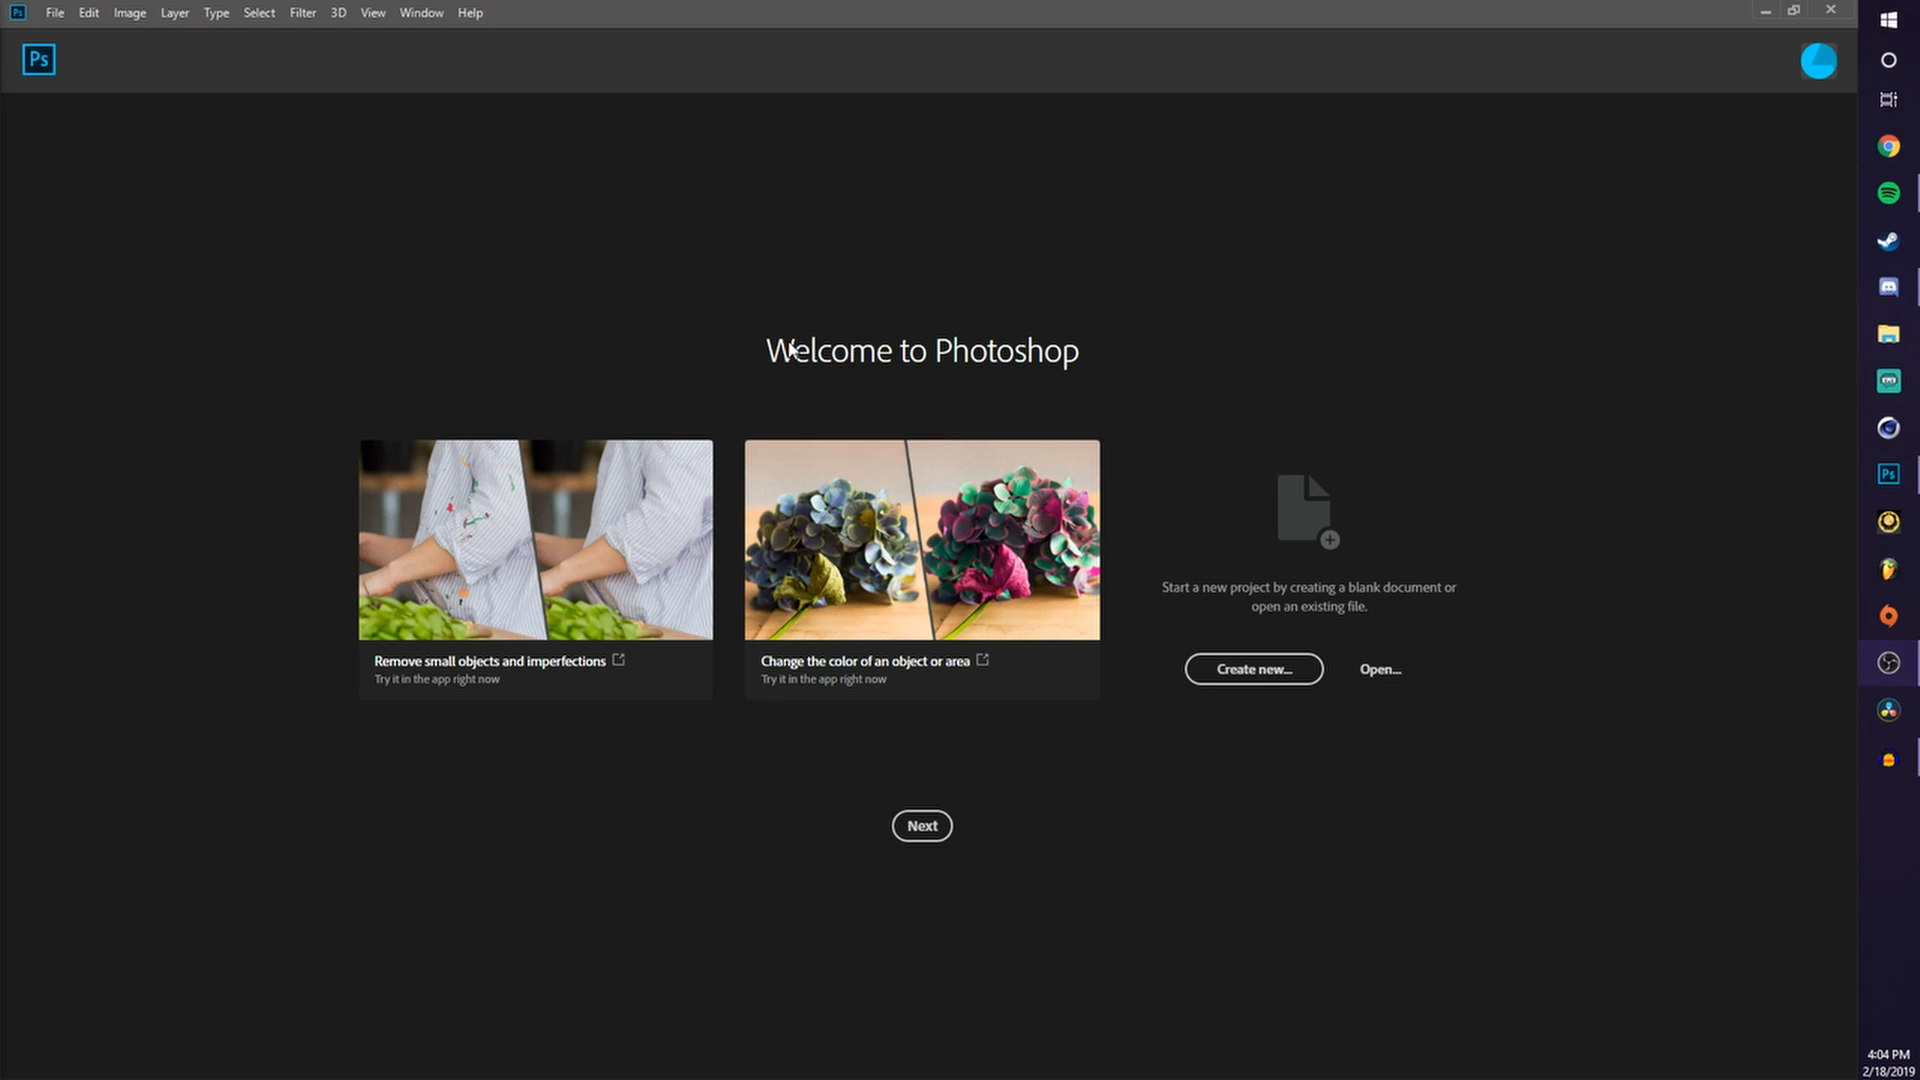 Ps File Edit Image Layer Type Select Filter 3D View Window Help
Ps
Welcome to Photoshop
Remove small objects and imperfections
Try it in the app right now
Change the color of an object or area
Try it in the app right now
Start a new project by creating a blank document or
open an existing file.
Create new...
Open...
Next
Ps
4:04 PM
2/18/2019